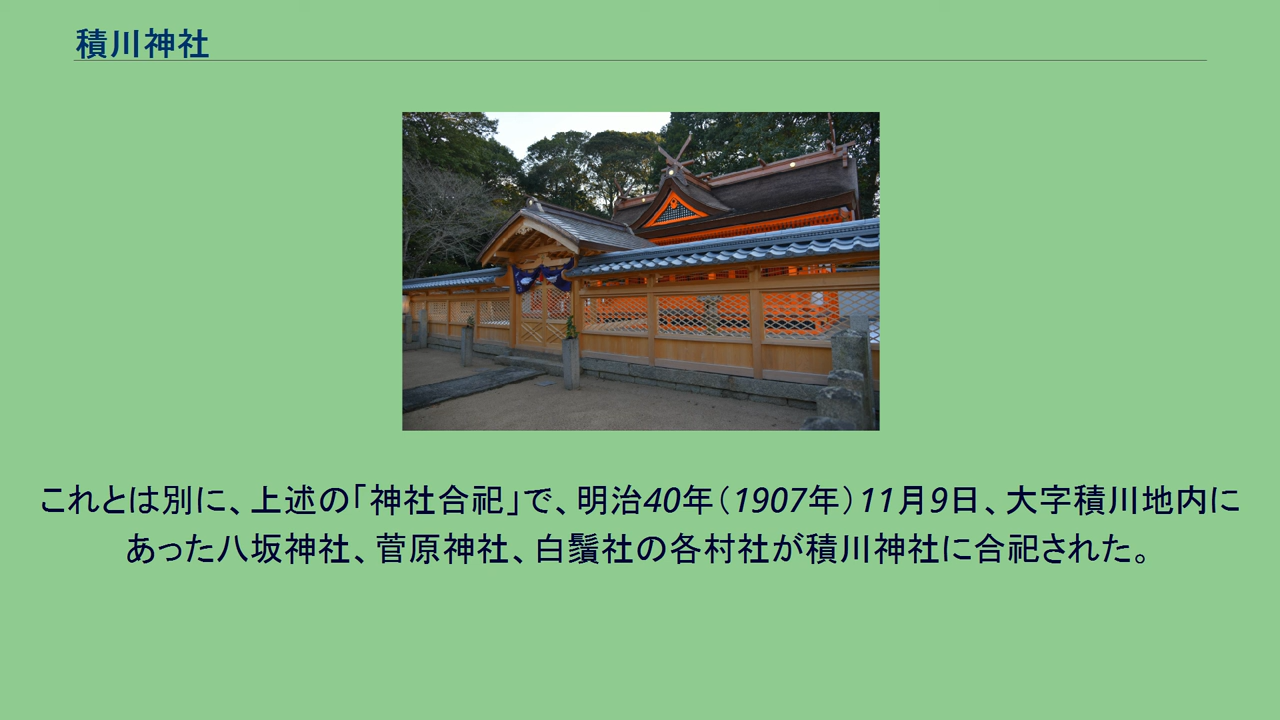 積川神社
これとは別に、上述の「神社合祀」で、明治40年（1907年）11月9日、大字積川地内に
あった八坂神社、菅原神社、白鬚社の各村社が積川神社に合祀された。